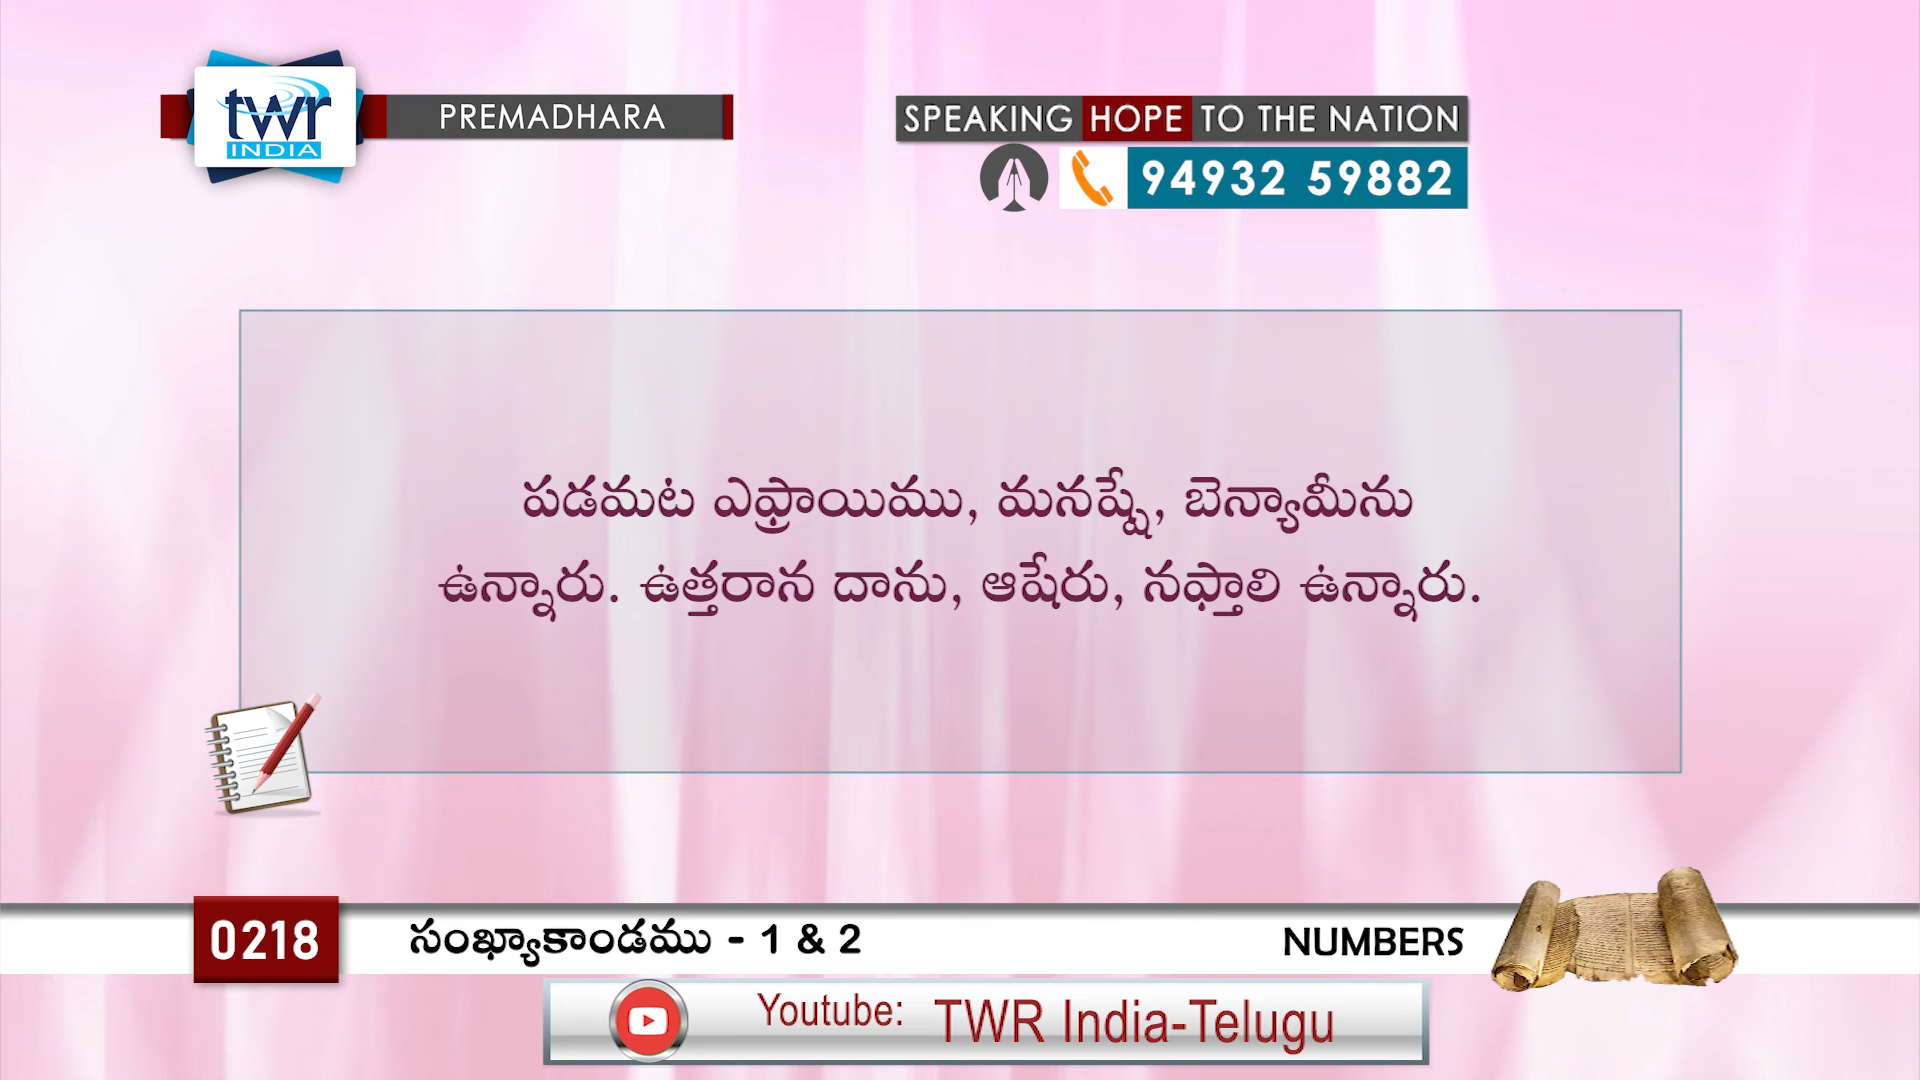 twr
INDIA
PREMADHARA
SPEAKING HOPE TO THE NATION
94932 59882
పడమట ఎఫ్రాయిము, మనష్షే, బెన్యామీను
ఉన్నారు. ఉత్తరాన దాను, ఆషేరు, నఫ్తాలి ఉన్నారు.
0218
సంఖ్యాకాండము - 1 & 2
NUMBERS
Youtube: TWR India-Telugu